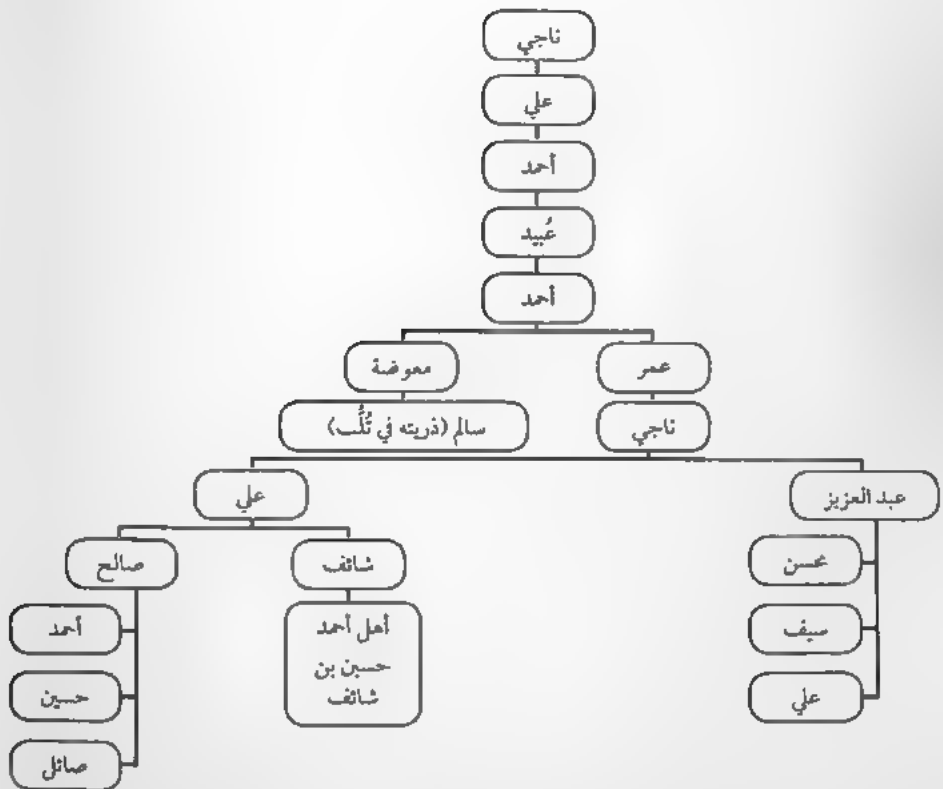 ناجي
علي
أحمد
عُبيد
أحمد
عمر
معوضة
ناجي
سالم (ذريته في تُلُّب)
عبد العزيز
علي
محسن
سيف
علي
شائف
أهل أحمد
حسين بن
شائف
صالح
أحمد
حسين
صائل